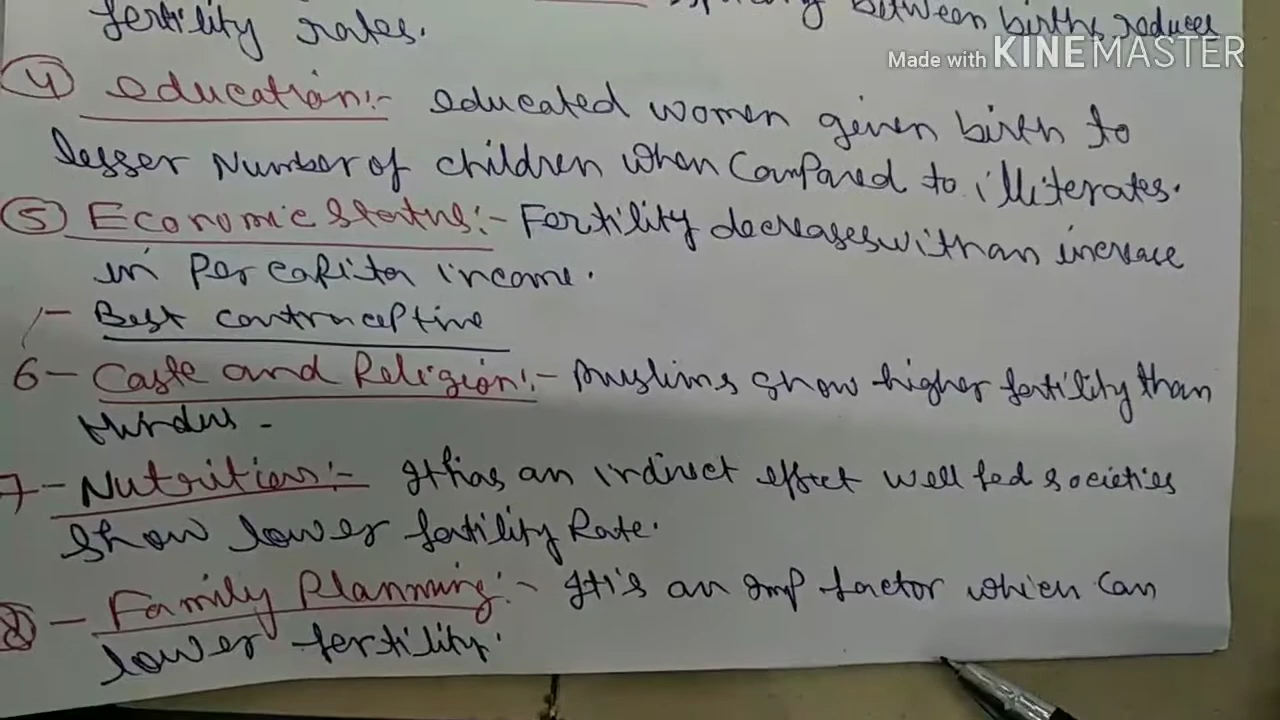 between births reduces
fertility rates.
Made with KINEMASTER
4 Education:- educated women given birth to
lesser Number of children when Compared to illiterates.
5 Economic Status:- Fertility decreases with an increase
in Per capita income.
- Best contraceptive
6- Caste and Religion:- Muslims show higher fertility than
Hindus -
7- Nutrition:- It has an indirect effect well fed societies
Show lower fertility Rate.
8- Family Planning:- It is an Imp factor which Can
lower fertility.